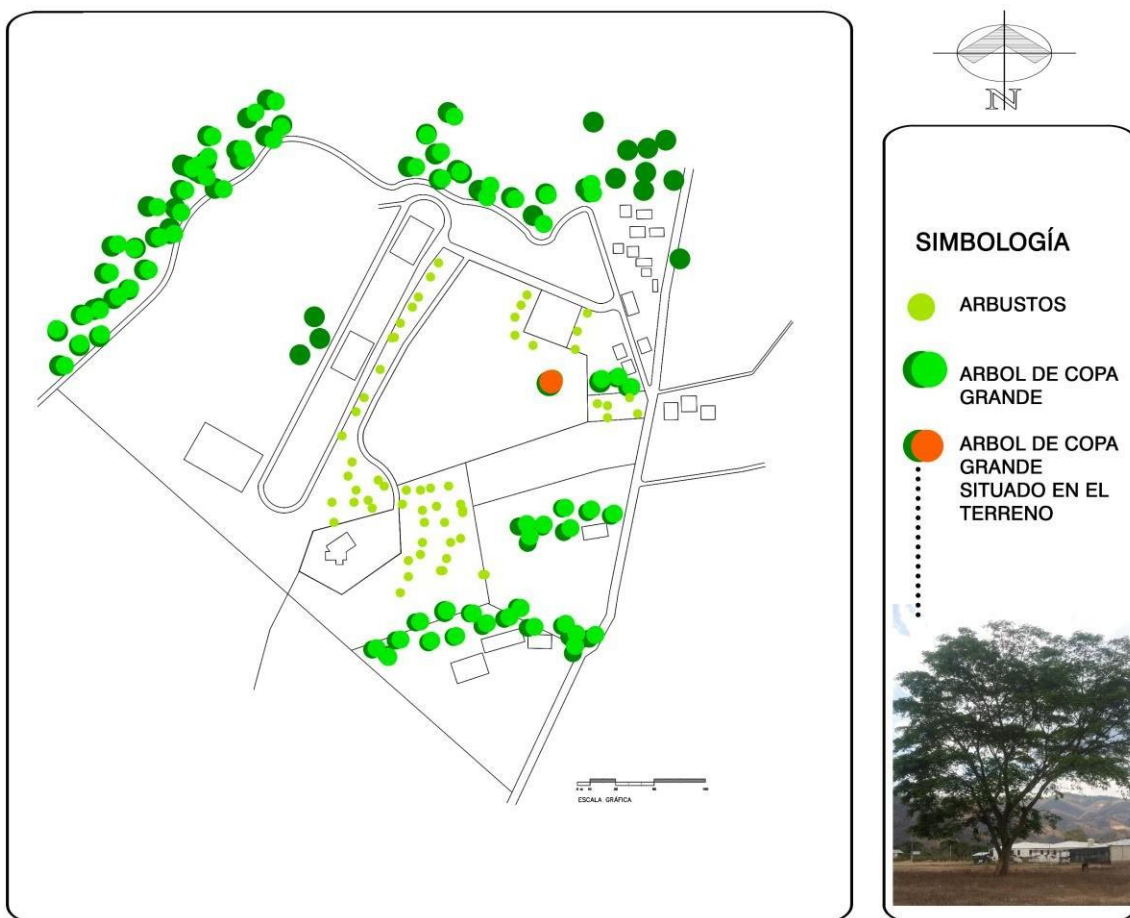 N
SIMBOLOGÍA
ARBUSTOS
ARBOL DE COPA
GRANDE
ARBOL DE COPA
GRANDE
SITUADO EN EL
TERRENO
ESCALA GRÁFICA